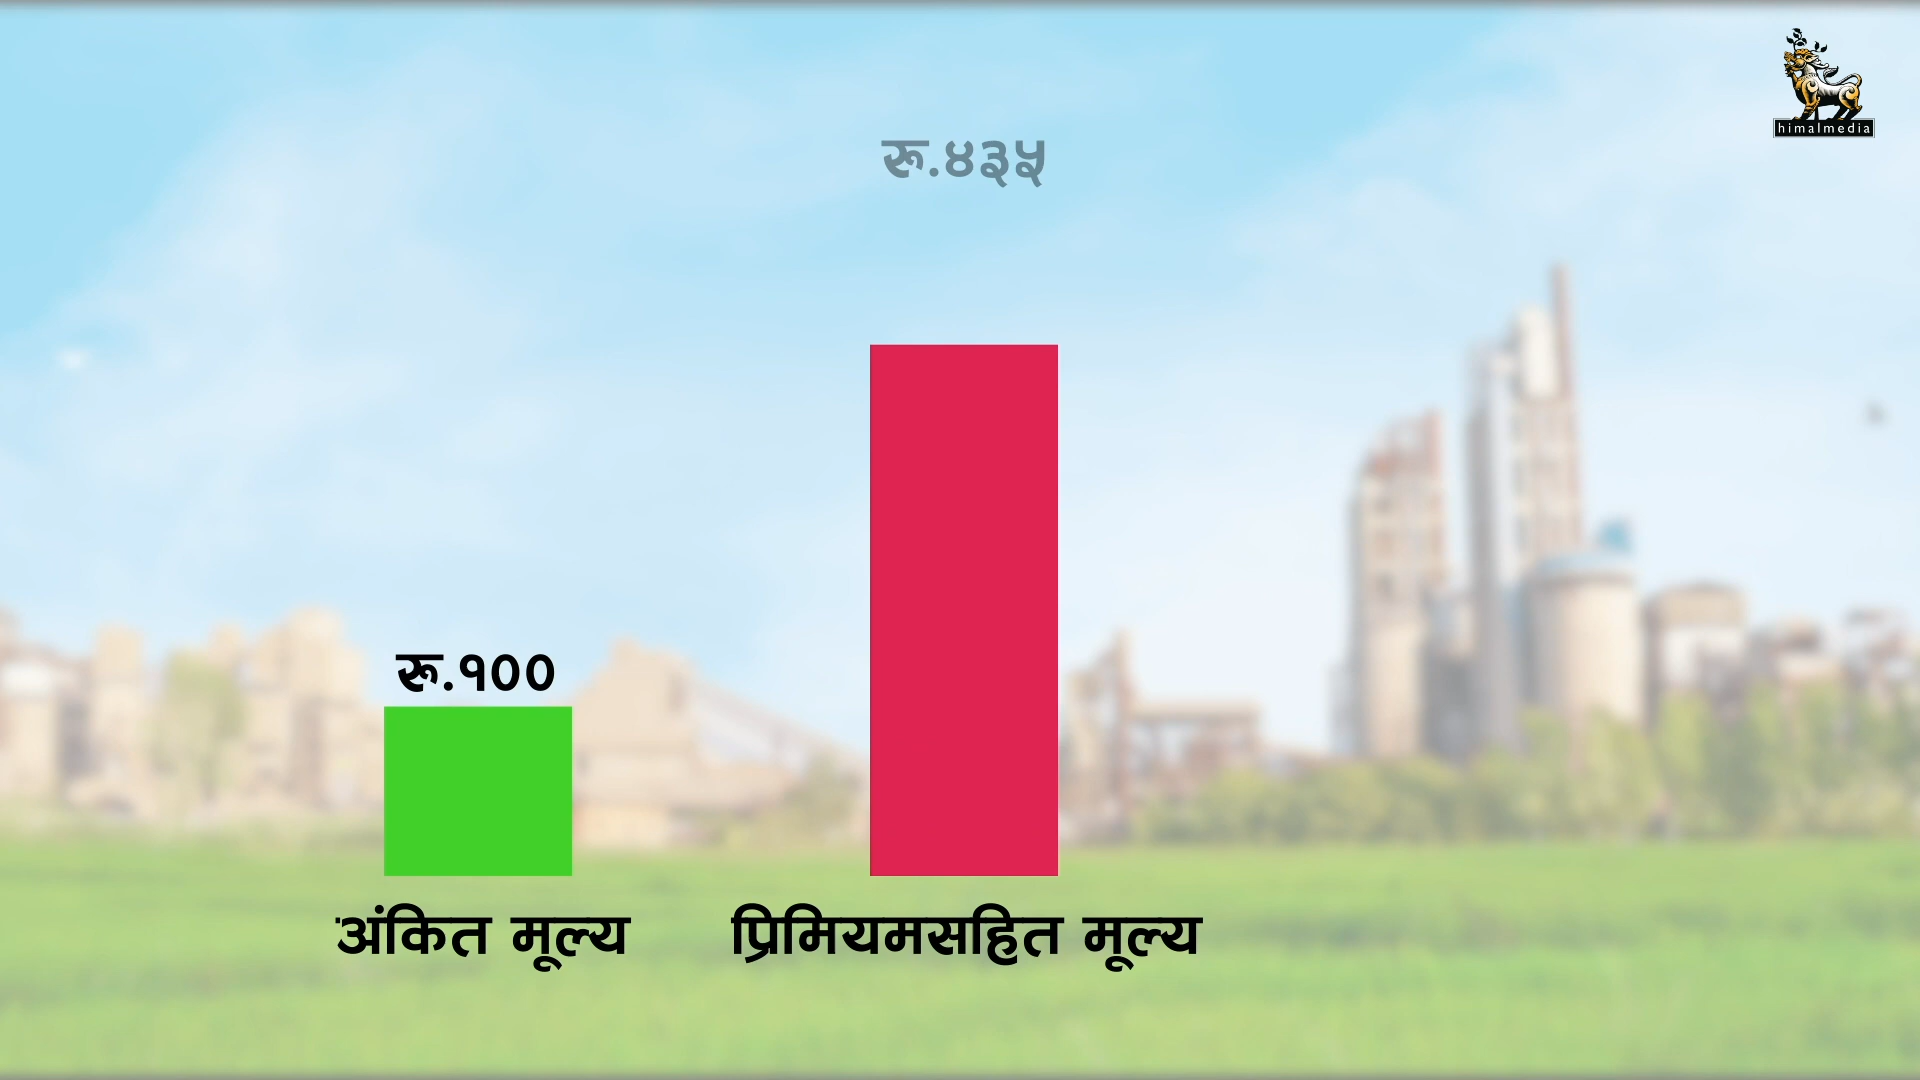 himalmedia
रू.४३५
रू.१००
अंकित मूल्य
प्रिमियमसहित मूल्य